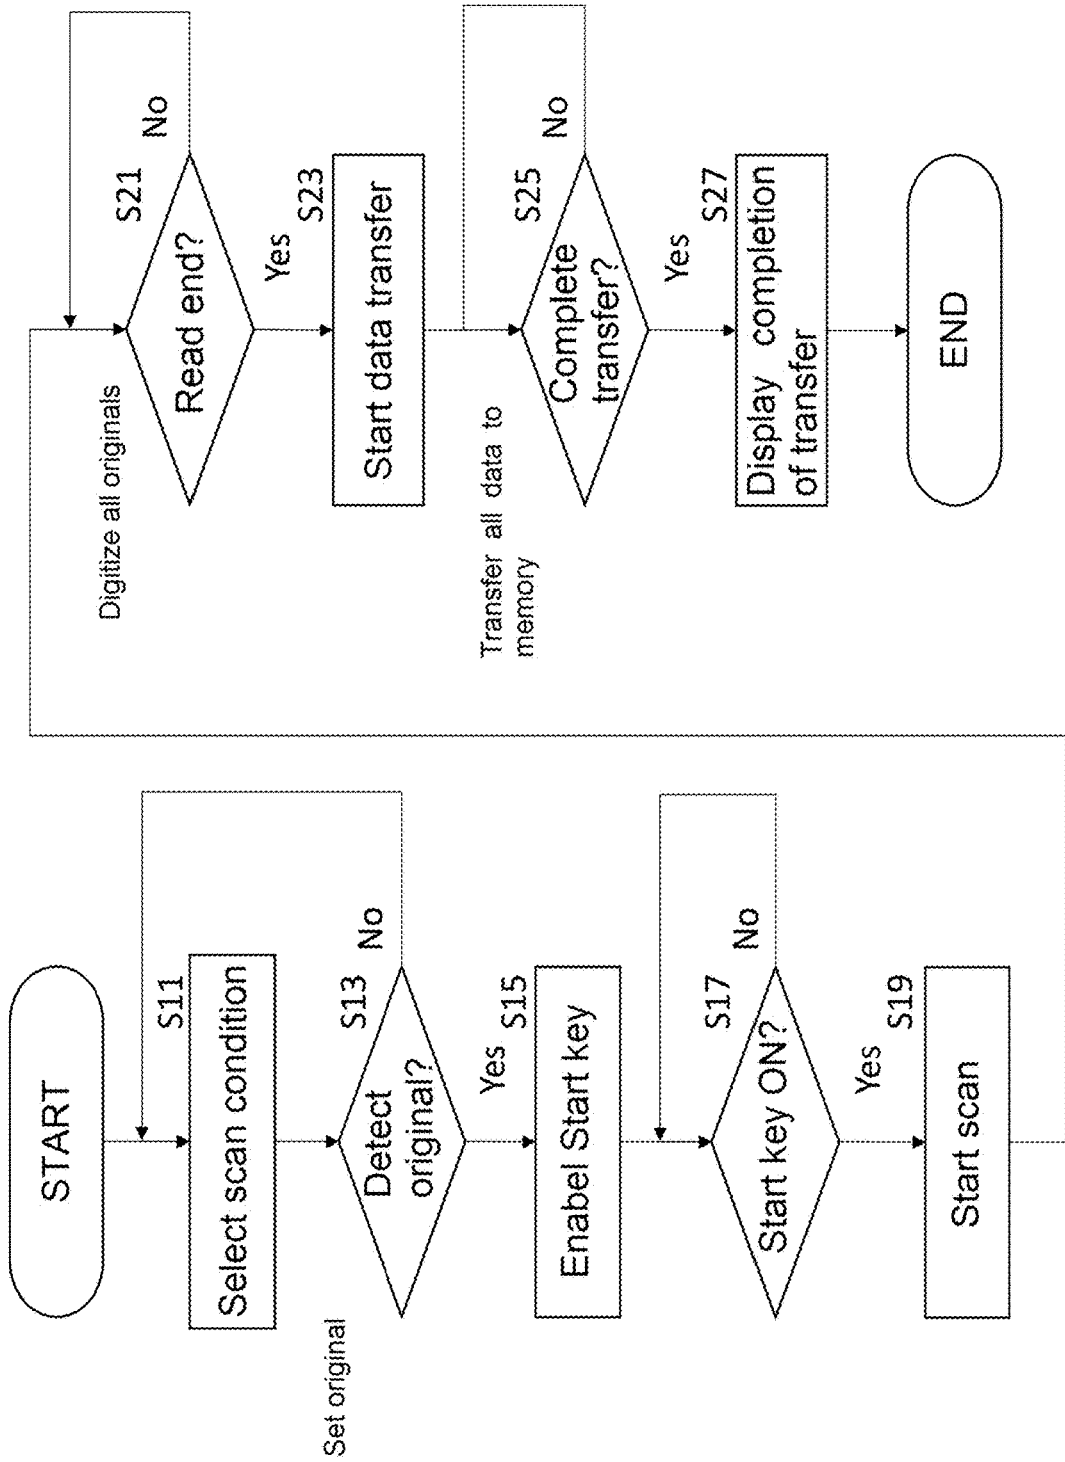 START
S11
Select scan condition
Set original
S13
Detect
original?
No
Yes
S15
Enabel Start key
S17
Start key ON?
No
Yes
S19
Start scan
Digitize all originals
S21
Read end?
No
Yes
S23
Start data transfer
Transfer all data to
memory
S25
Complete
transfer?
No
Yes
S27
Display completion
of transfer
END